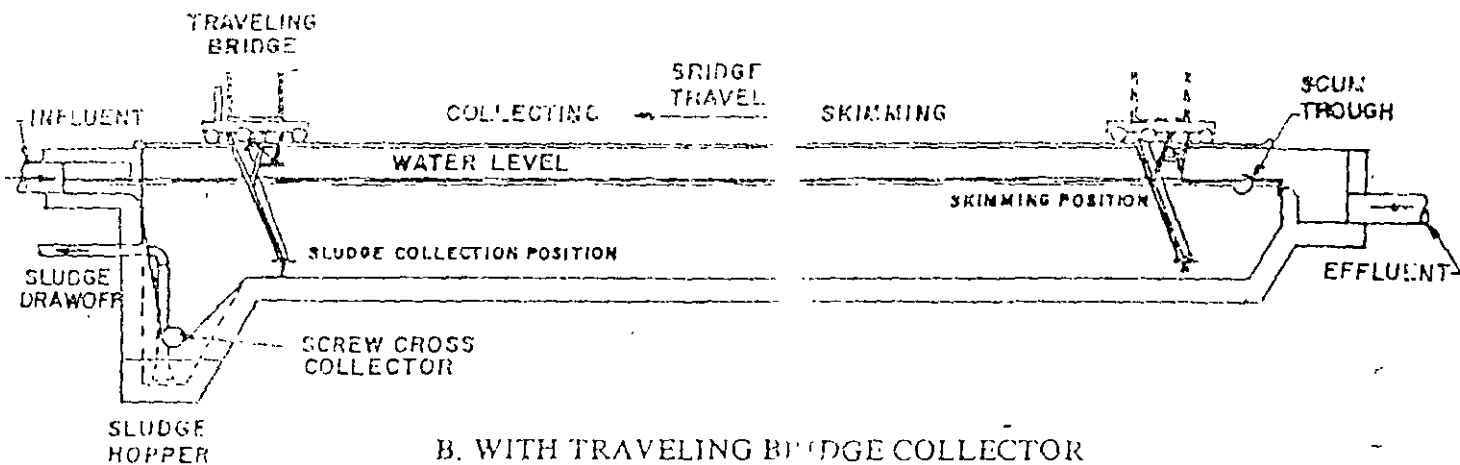 TRAVELING
BRIDGE
INFLUENT
COLLECTING
BRIDGE
TRAVEL
SKIMMING
SCUM
TROUGH
WATER LEVEL
SKIMMING POSITION
SLUDGE COLLECTION POSITION
SLUDGE
DRAWOFF
EFFLUENT
SCREW CROSS
COLLECTOR
SLUDGE
HOPPER
B. WITH TRAVELING BRIDGE COLLECTOR